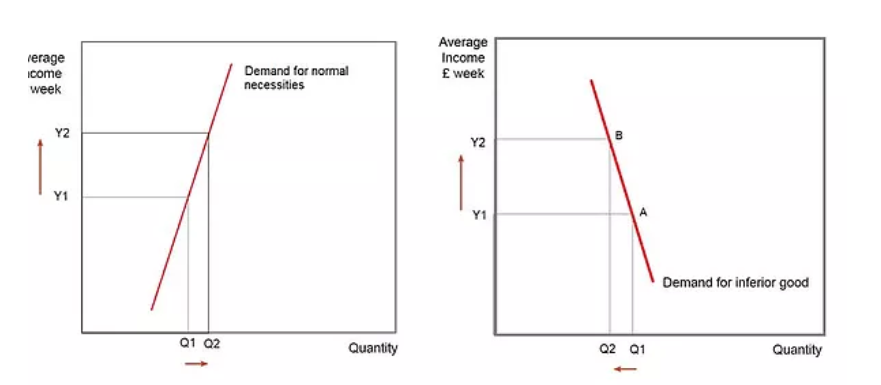 verage
come
week
Demand for normal
necessities
Y2
Y1
Q1 Q2
Quantity
Average
Income
£ week
Y2
B
Y1
A
Demand for inferior good
Q2 Q1
Quantity